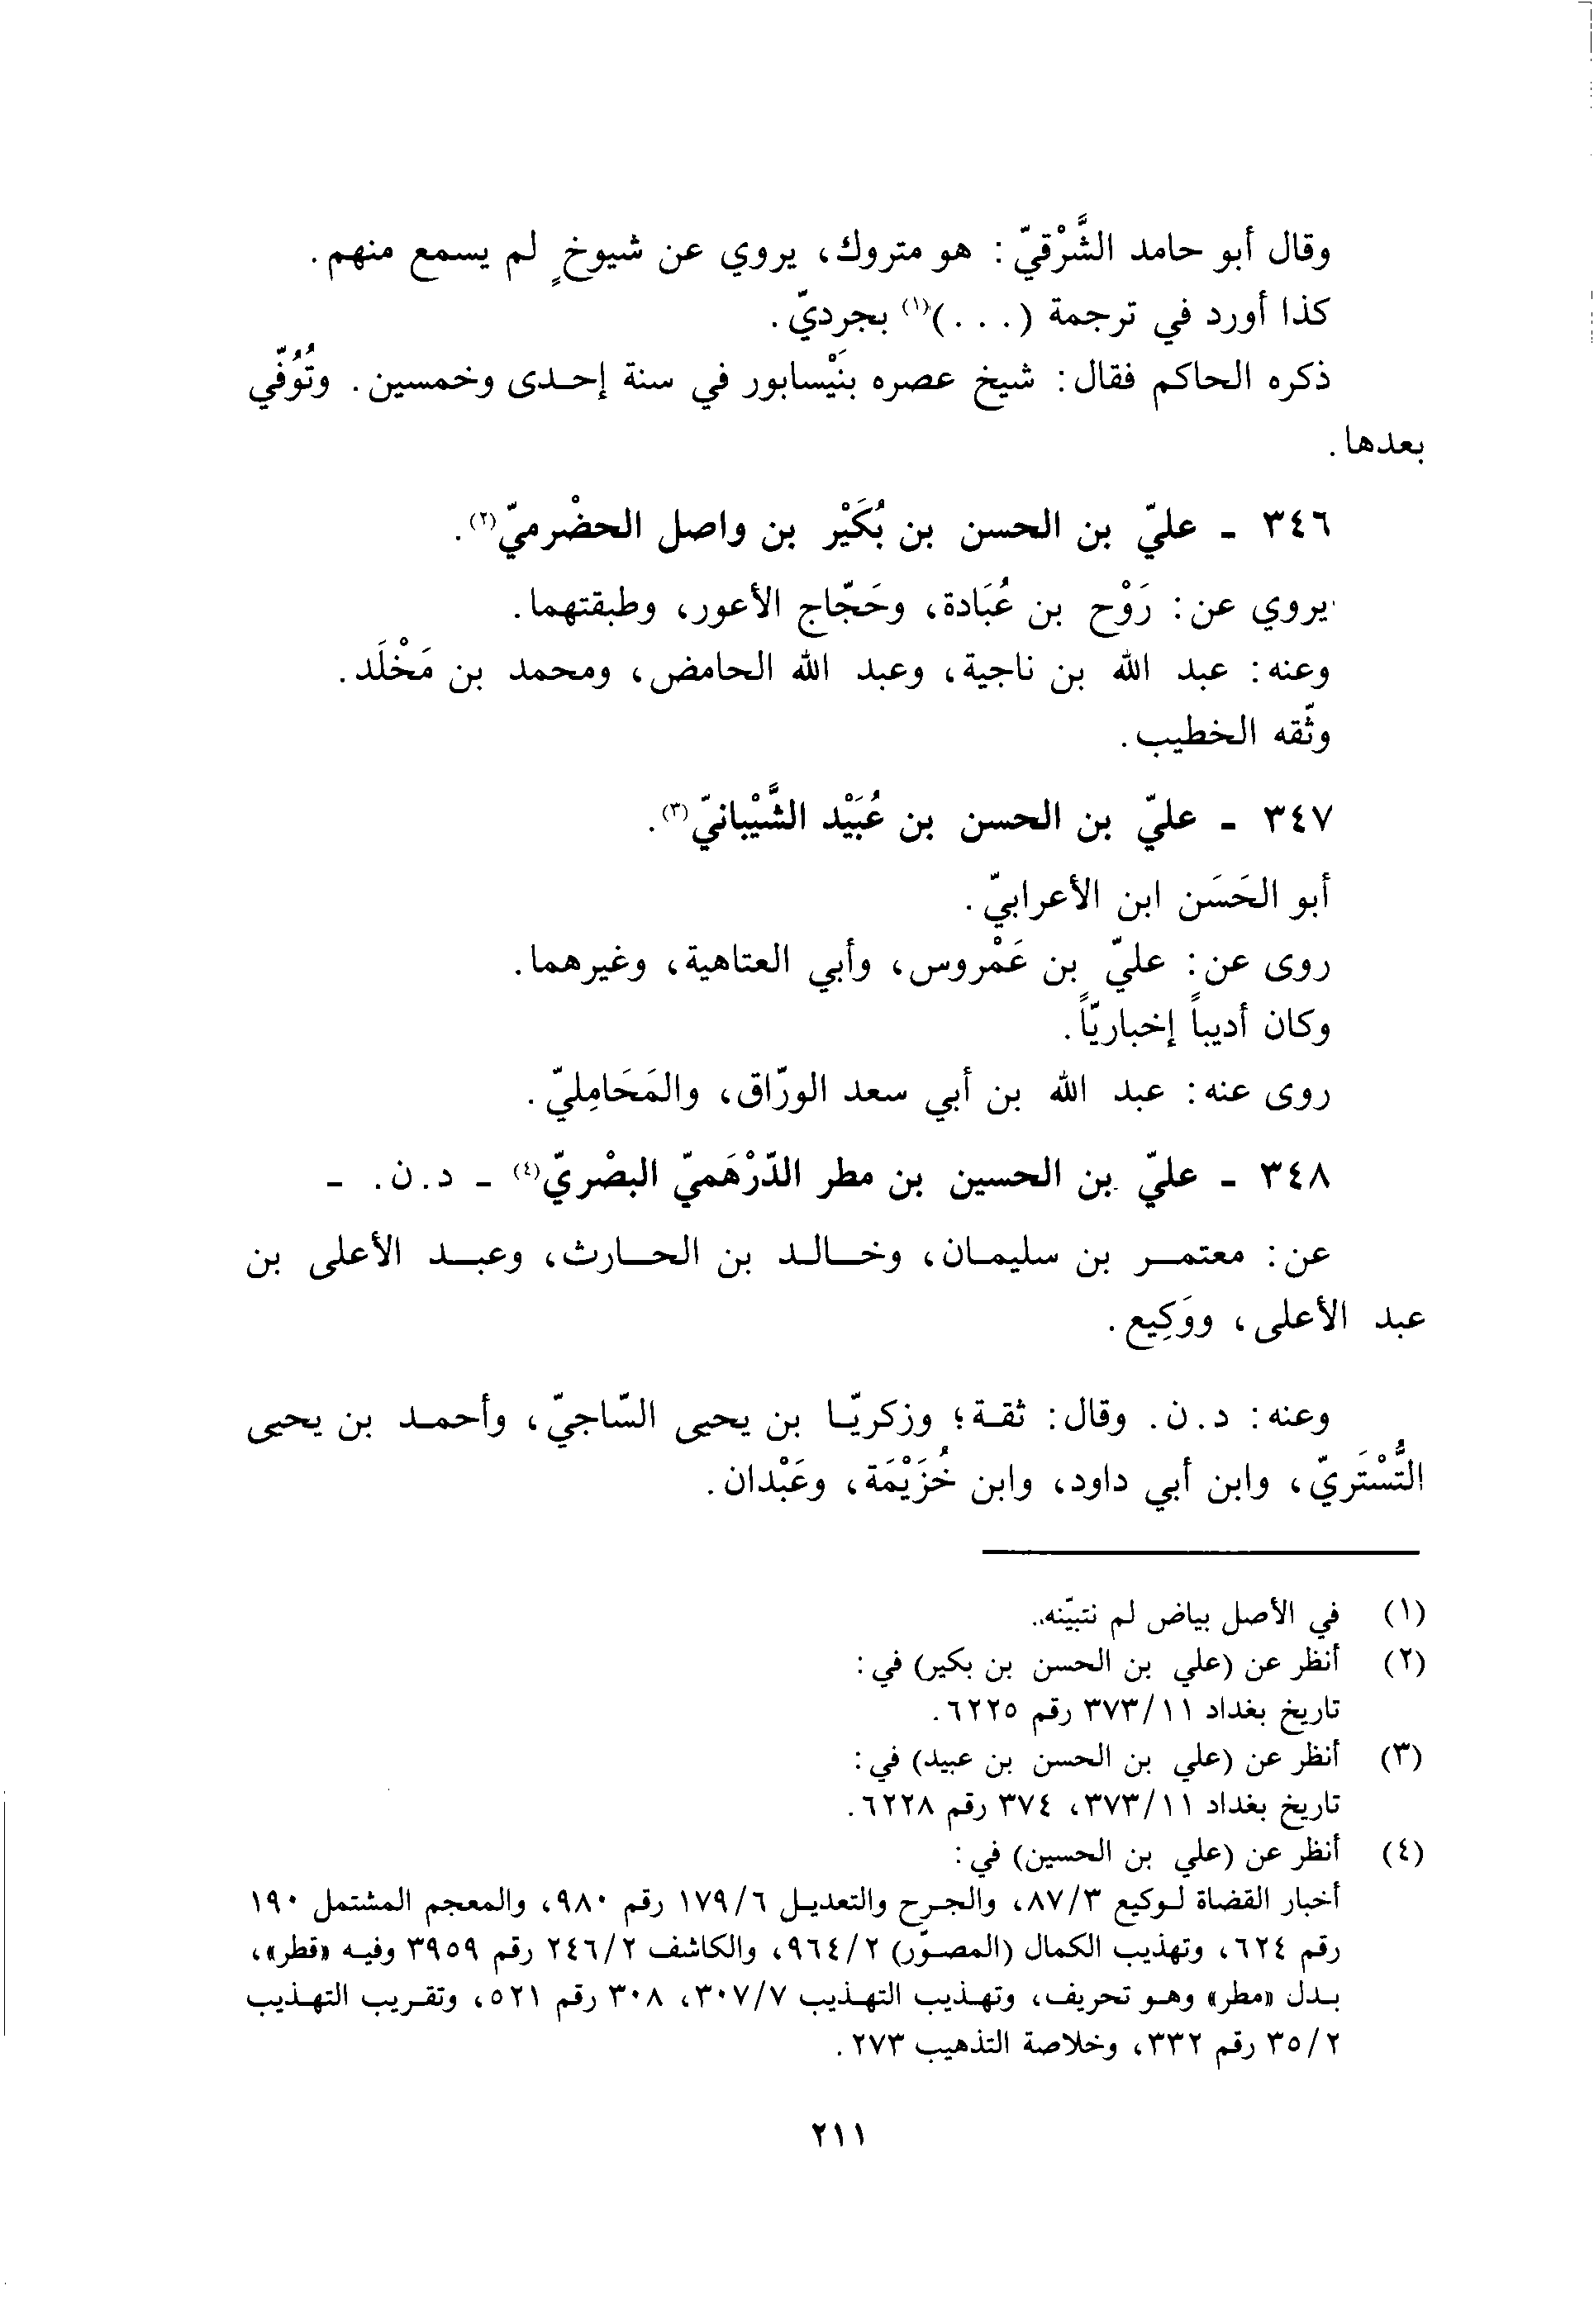 وقال أبو حامد الشَّرْقيّ: هو متروك، يروي عن شيوخٍ لم يسمع منهم.
كذا أورد في ترجمة (. . .)(١) بجرديّ.
ذكره الحاكم فقال: شيخ عصره بنَيْسابور في سنة إحدى وخمسين. وتُوُفّي
بعدها.
٣٤٦ - عليّ بن الحسن بن بُكَيْر بن واصل الحضْرميّ(٢).
يروي عن: رَوْح بن عُبَادة، وحَجّاج الأعور، وطبقتهما.
وعنه: عبد الله بن ناجية، وعبد الله الحامض، ومحمد بن مَخْلَد.
وثّقه الخطيب.
٣٤٧ - عليّ بن الحسن بن عُبَيْد الشَّيْبانيّ(٣).
أبو الحَسَن ابن الأعرابيّ.
روى عن: عليّ بن عَمْروس، وأبي العتاهية، وغيرهما.
وكان أديباً إخباريّاً.
روى عنه: عبد الله بن أبي سعد الورّاق، والمَحَامِليّ.
٣٤٨ - عليّ بن الحسين بن مطر الدّرْهَميّ البصْريّ(٤) - د.ن. -
عن: معتمر بن سليمان، وخالد بن الحارث، وعبد الأعلى بن
عبد الأعلى، ووَكِيع.
وعنه: د.ن. وقال: ثقة؛ وزكريّا بن يحيى السّاجيّ، وأحمد بن يحيى
التُّسْتَريّ، وابن أبي داود، وابن خُزَيْمَة، وعَبْدان.
(١) في الأصل بياض لم نتبيّنه..
(٢) أنظر عن (علي بن الحسن بن بكير) في:
تاريخ بغداد ١١/٣٧٣ رقم ٦٢٢٥.
(٣) أنظر عن (علي بن الحسن بن عبيد) في:
تاريخ بغداد ١١/٣٧٣، ٣٧٤ رقم ٦٢٢٨.
(٤) أنظر عن (علي بن الحسين) في:
أخبار القضاة لوكيع ٣/٨٧، والجرح والتعديل ٦/١٧٩ رقم ٩٨٠، والمعجم المشتمل ١٩٠
رقم ٦٢٤، وتهذيب الكمال (المصوّر) ٢/٩٦٤، والكاشف ٢/٢٤٦ رقم ٣٩٥٩ وفيه «قطر»،
بدل «مطر» وهو تحريف، وتهذيب التهذيب ٧/٣٠٧، ٣٠٨ رقم ٥٢١، وتقريب التهذيب
٢/٣٥ رقم ٣٣٢، وخلاصة التذهيب ٢٧٣.
٢١١